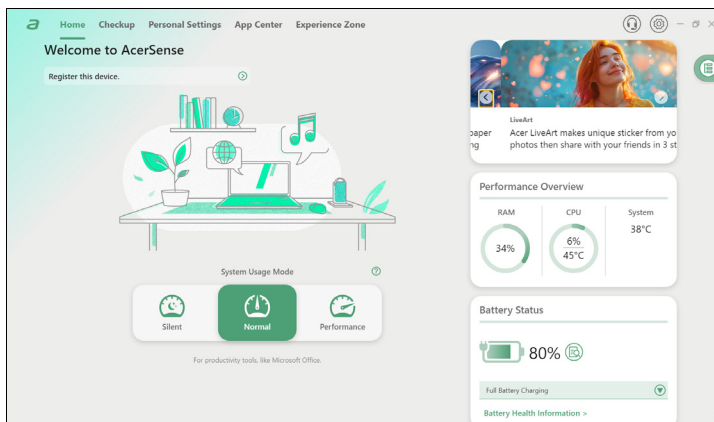 Home Checkup Personal Settings App Center Experience Zone
Welcome to AcerSense
Register this device.
System Usage Mode
Silent
Normal
Performance
For productivity tools, like Microsoft Office.
LiveArt
paper
ng
Acer LiveArt makes unique sticker from yo
photos then share with your friends in 3 st
Performance Overview
RAM
34%
CPU
6%
45°C
System
38°C
Battery Status
80%
Full Battery Charging
Battery Health Information >